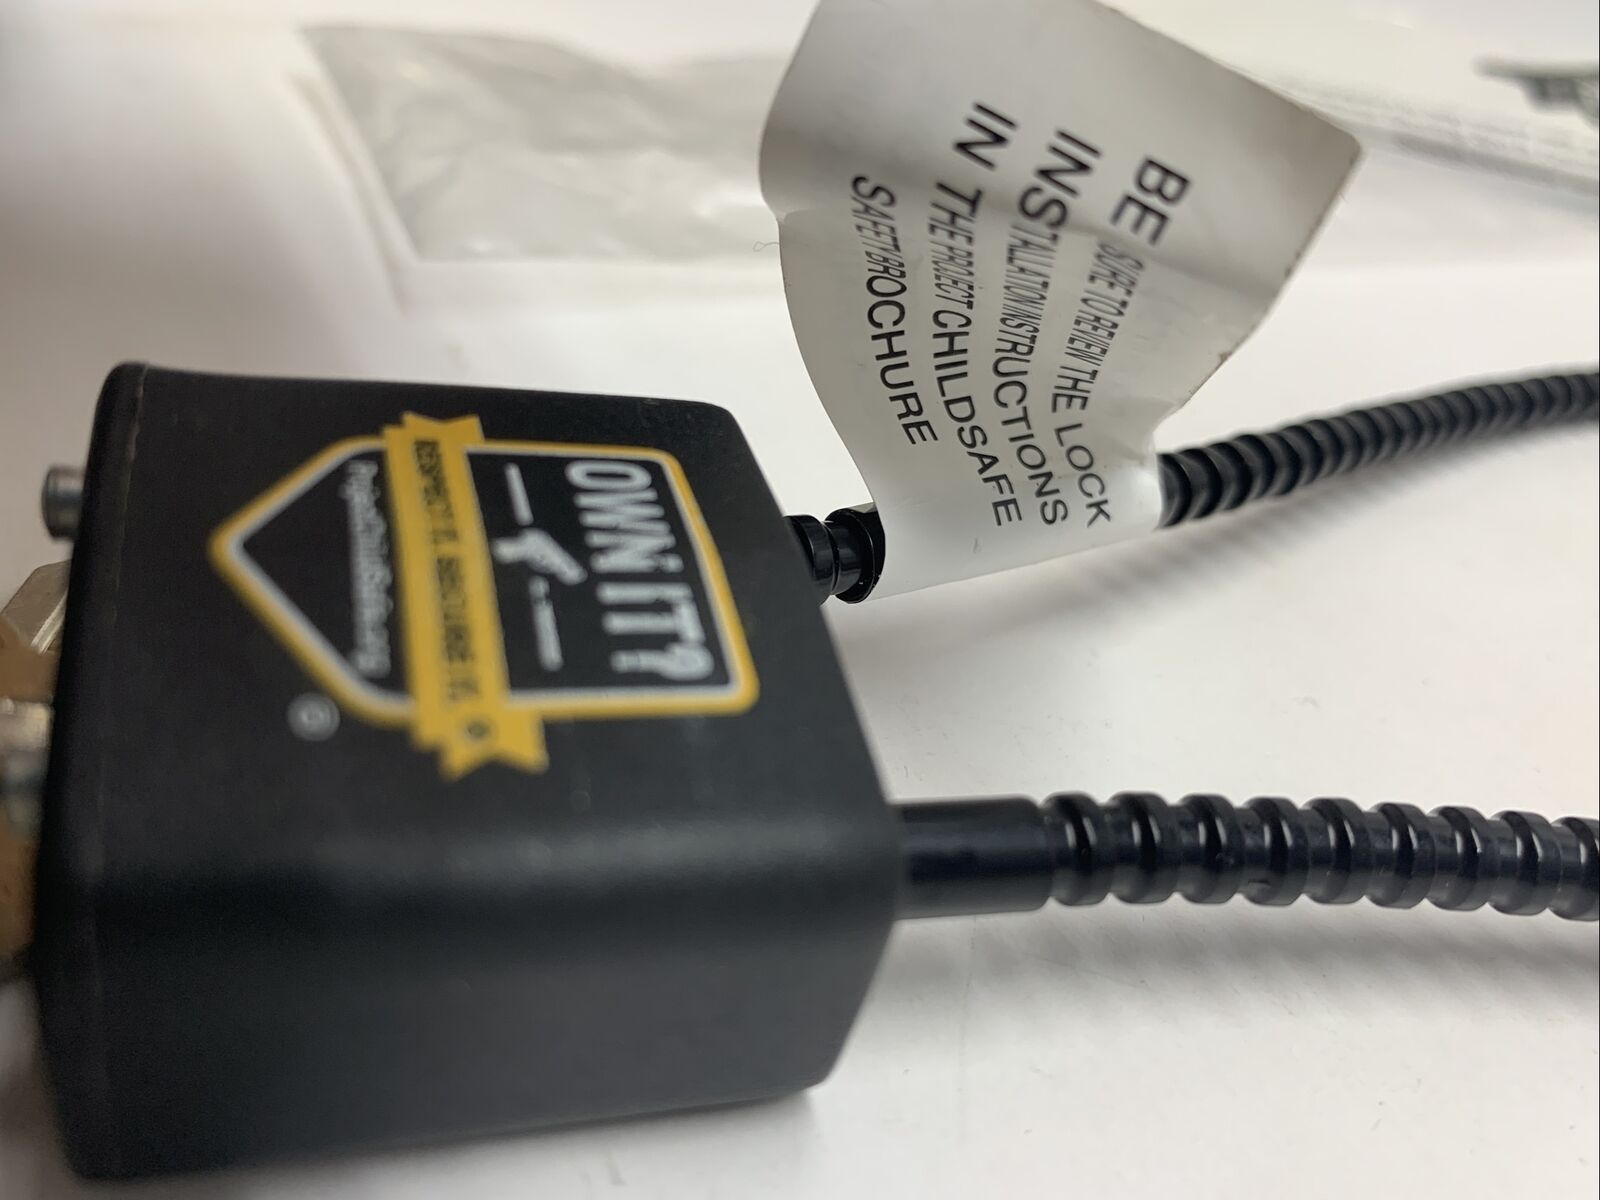 BE SURE TO REVIEW THE LOCK
INSTALLATION INSTRUCTIONS
IN THE PROJECT CHILDSAFE
SAFETY BROCHURE
OWN IT?
RESPECT IT. SECURE IT.
ProjectChildSafe.org